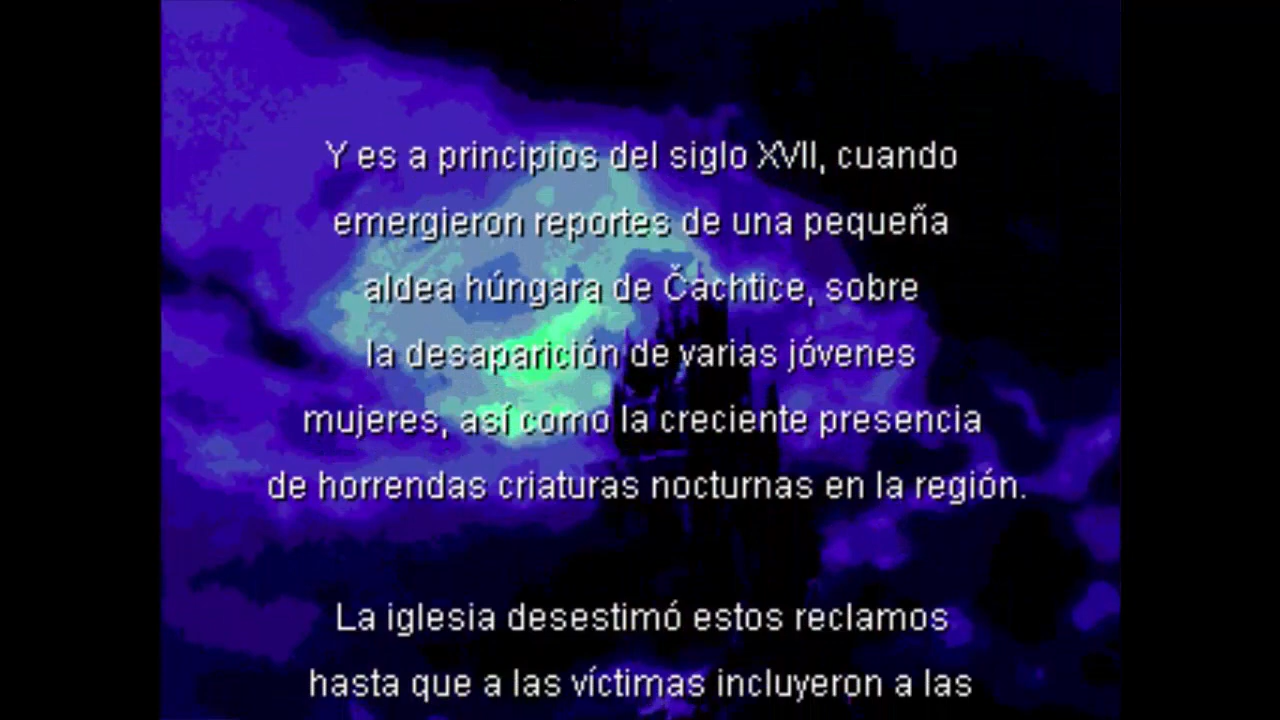 Y es a principios del siglo XVII, cuando
emergieron reportes de una pequeña
aldea húngara de Čachtice, sobre
la desaparición de varias jóvenes
mujeres, así como la creciente presencia
de horrendas criaturas nocturnas en la región.
La iglesia desestimó estos reclamos
hasta que a las víctimas incluyeron a las